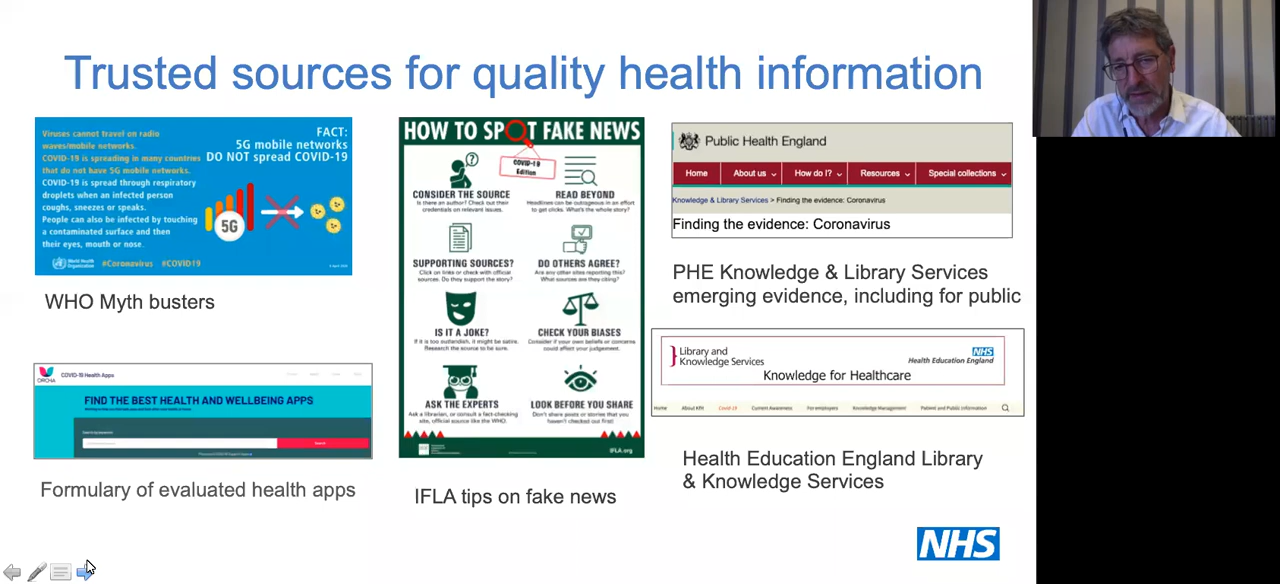 Trusted sources for quality health information
Viruses cannot travel on radio
waves/mobile networks.
COVID-19 is spreading in many countries
that do not have 5G mobile networks.
COVID-19 is spread through respiratory
droplets when an infected person
coughs, sneezes or speaks.
People can also be infected by touching
a contaminated surface and then
their eyes, mouth or nose.
FACT:
5G mobile networks
DO NOT spread COVID-19
5G
World Health
Organization
#Coronavirus #COVID19
WHO Myth busters
COVID-19 Health Apps
FIND THE BEST HEALTH AND WELLBEING APPS
Search
Formulary of evaluated health apps
HOW TO SPOT FAKE NEWS
COVID-19
Edition
CONSIDER THE SOURCE
Is there an author? Check their
credentials on relevant issues.
READ BEYOND
Headlines can be outrageous in an effort
to get clicks. What's the whole story?
SUPPORTING SOURCES?
Click on links or check with official
sources. Do they support the story?
DO OTHERS AGREE?
Are any other sites reporting this?
What sources are they citing?
IS IT A JOKE?
If it is too outlandish, it might be satire.
Research the source to be sure.
CHECK YOUR BIASES
Consider if your own beliefs or concerns
could affect your judgement.
ASK THE EXPERTS
Ask a librarian, or consult a fact-checking
site, official source like the WHO.
LOOK BEFORE YOU SHARE
Don't share posts or stories that you
haven't checked out first!
IFLA.org
IFLA tips on fake news
Public Health England
Home About us How do I? Resources Special collections
Knowledge & Library Services > Finding the evidence: Coronavirus
Finding the evidence: Coronavirus
PHE Knowledge & Library Services
emerging evidence, including for public
Library and
Knowledge Services
NHS
Health Education England
Knowledge for Healthcare
Home About KfH Covid-19 Current Awareness For employers Knowledge Management Patient and Public Information
Health Education England Library
& Knowledge Services
NHS